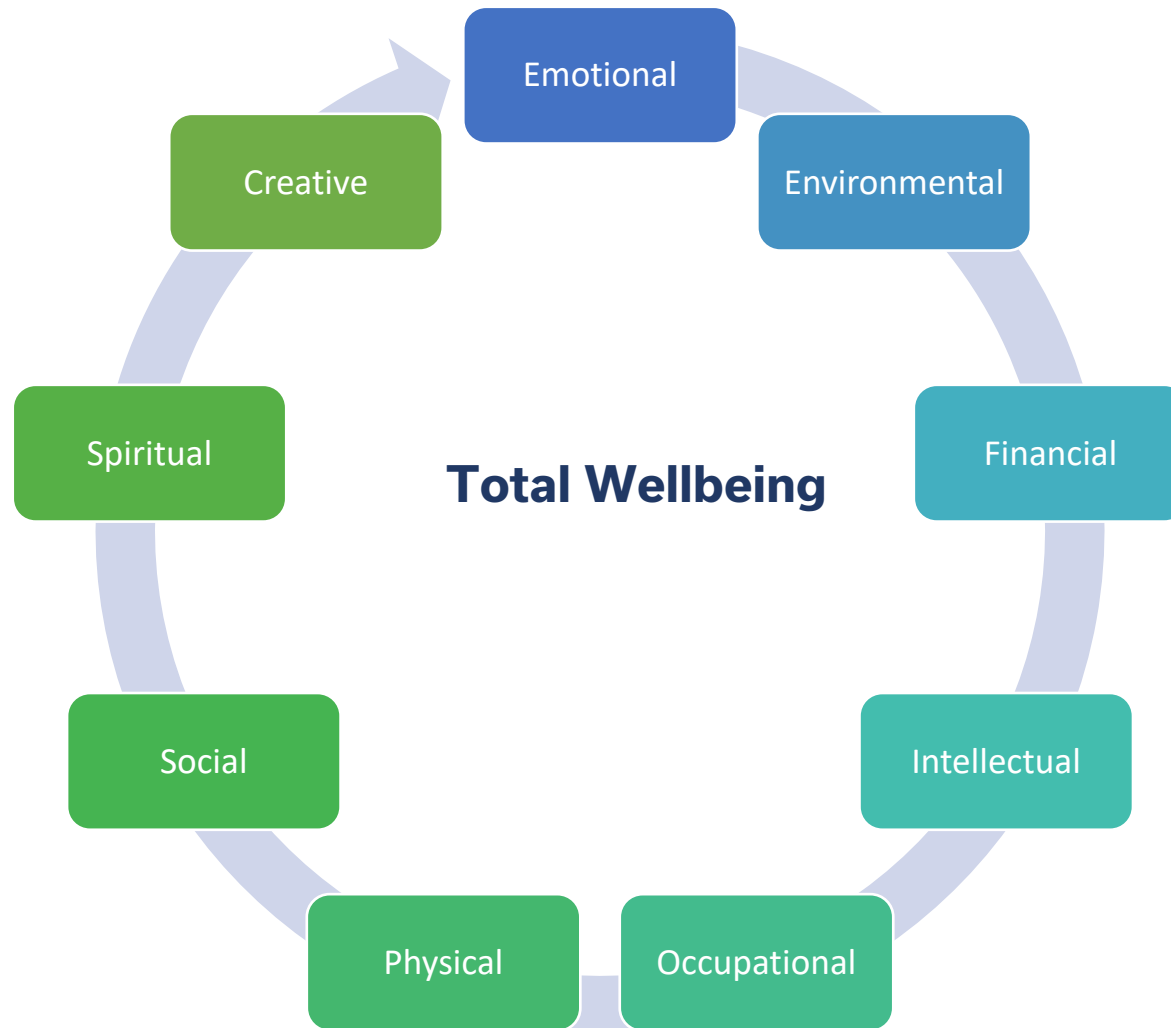 Emotional
Environmental
Financial
Intellectual
Occupational
Physical
Social
Spiritual
Creative
Total Wellbeing